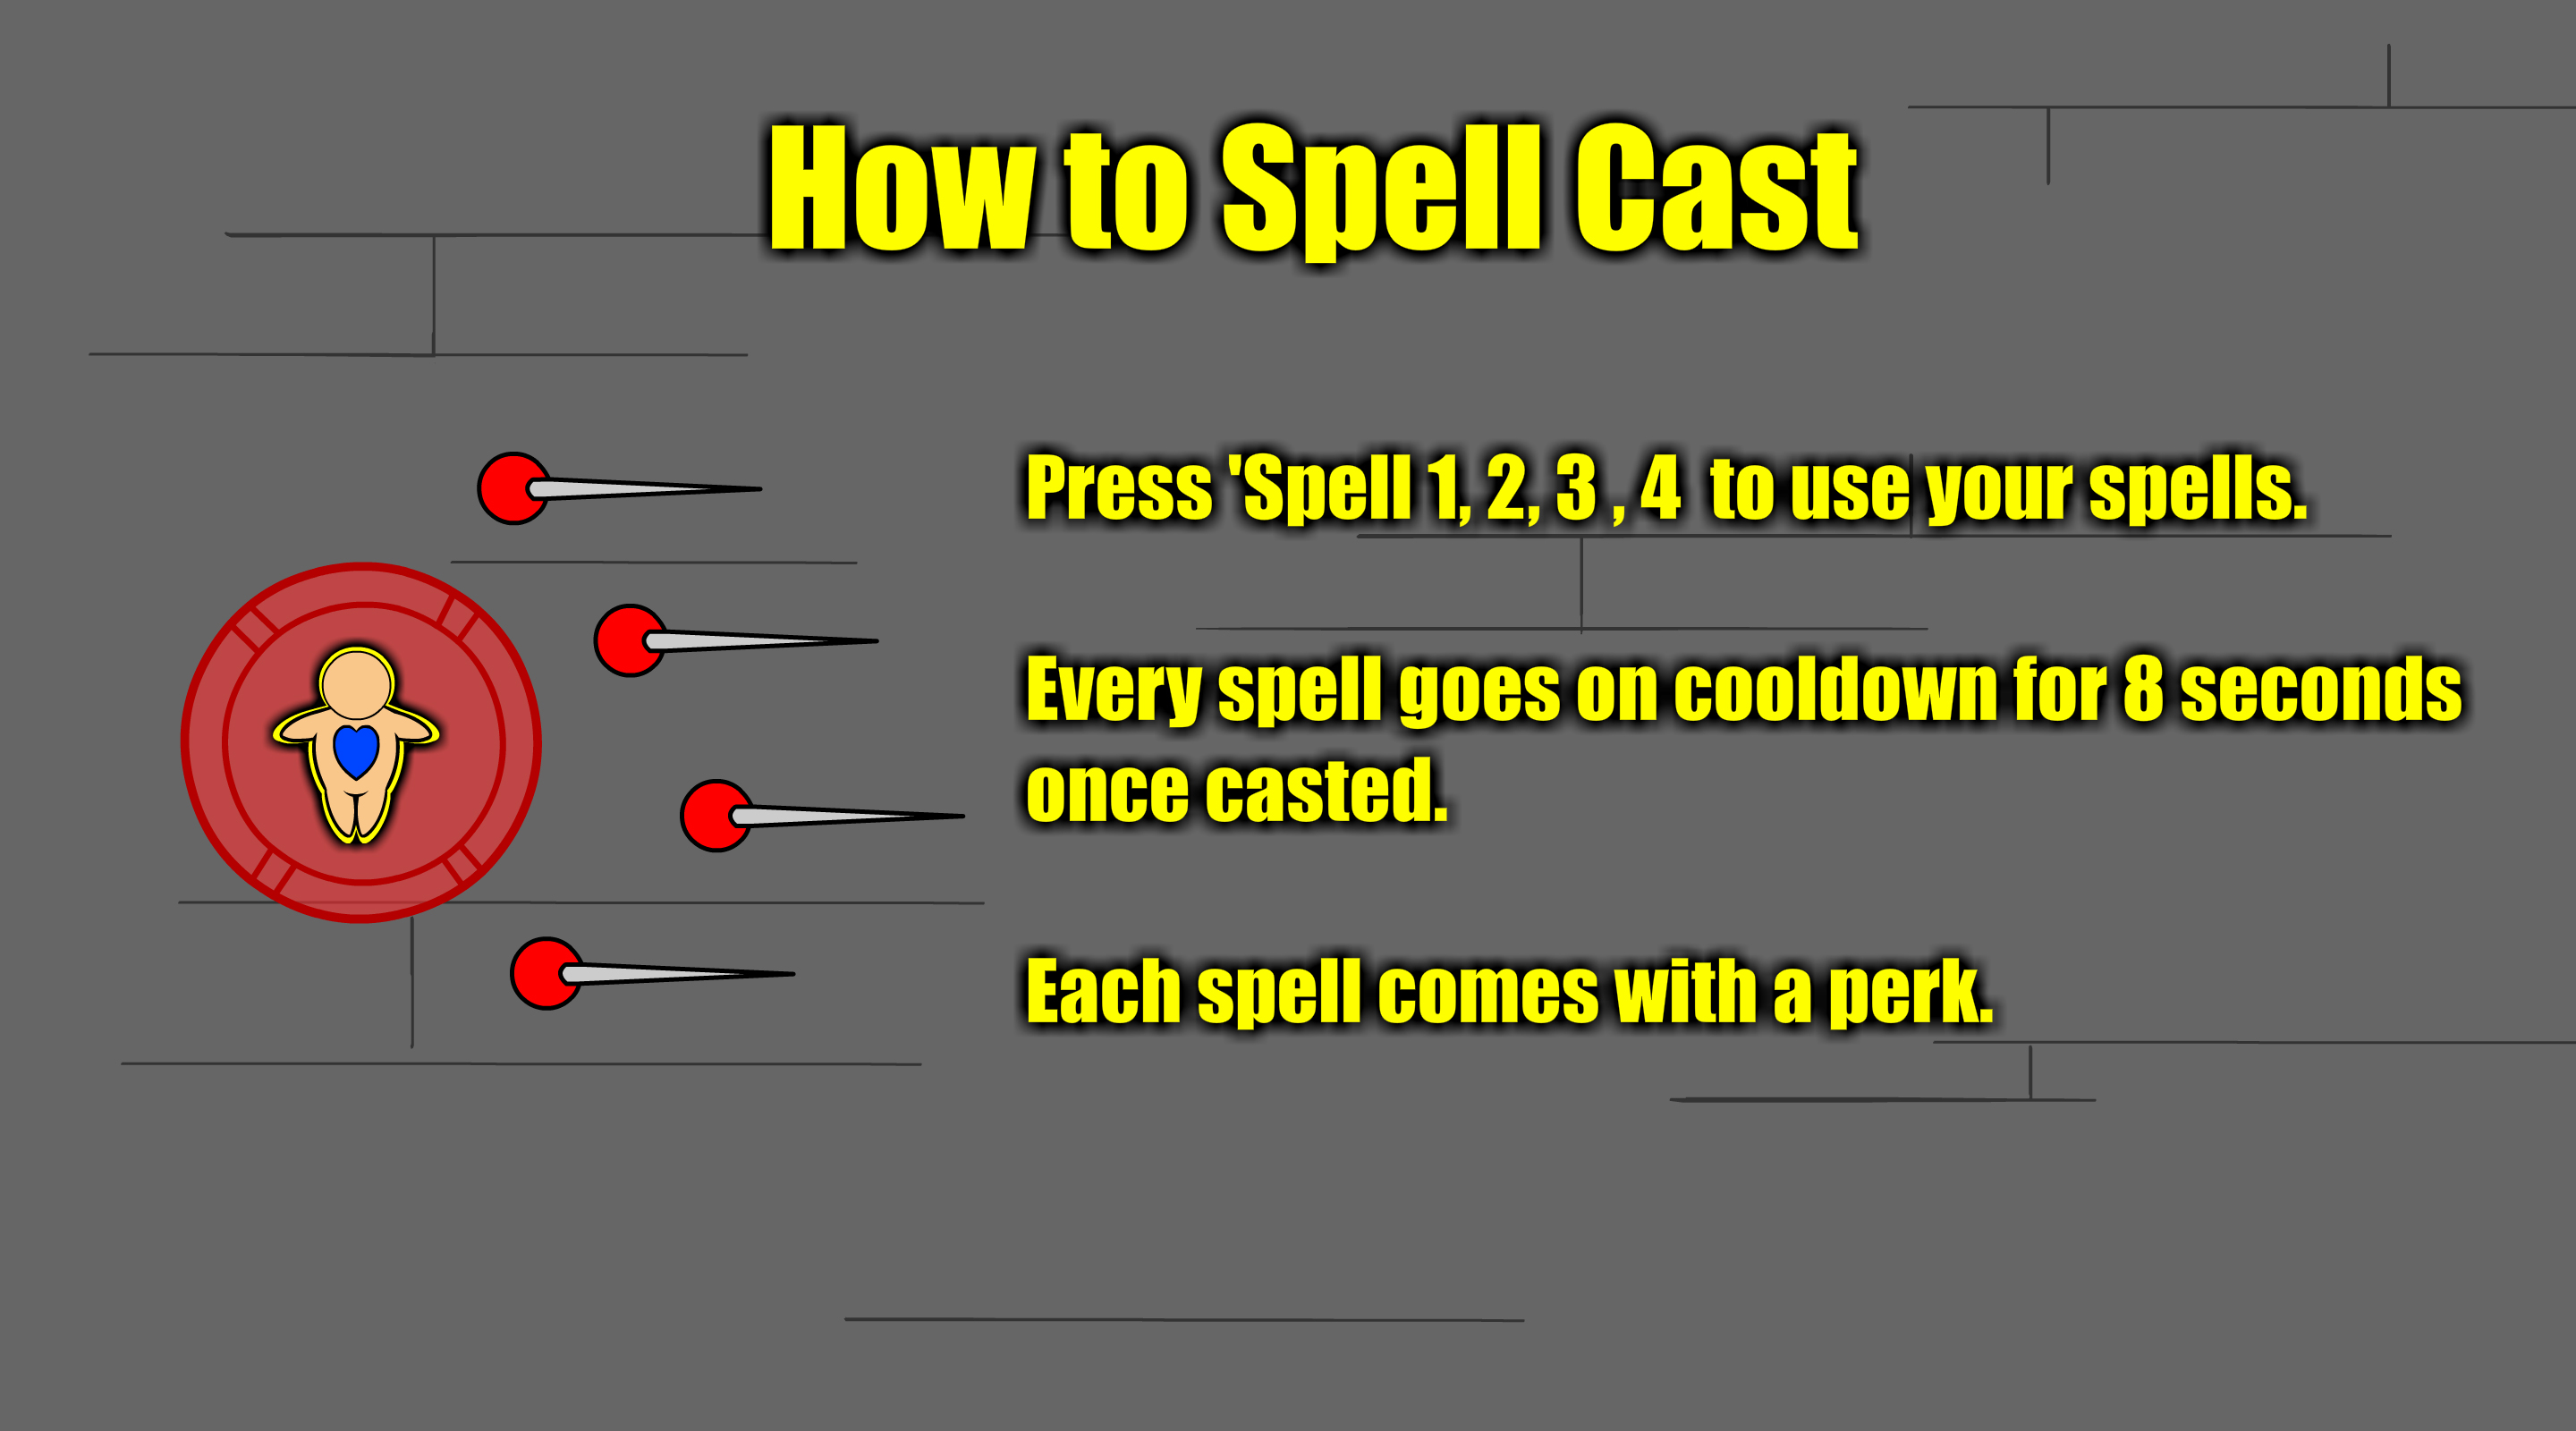 How to Spell Cast
Press 'Spell 1, 2, 3 , 4  to use your spells.
Every spell goes on cooldown for 8 seconds
once casted.
Each spell comes with a perk.